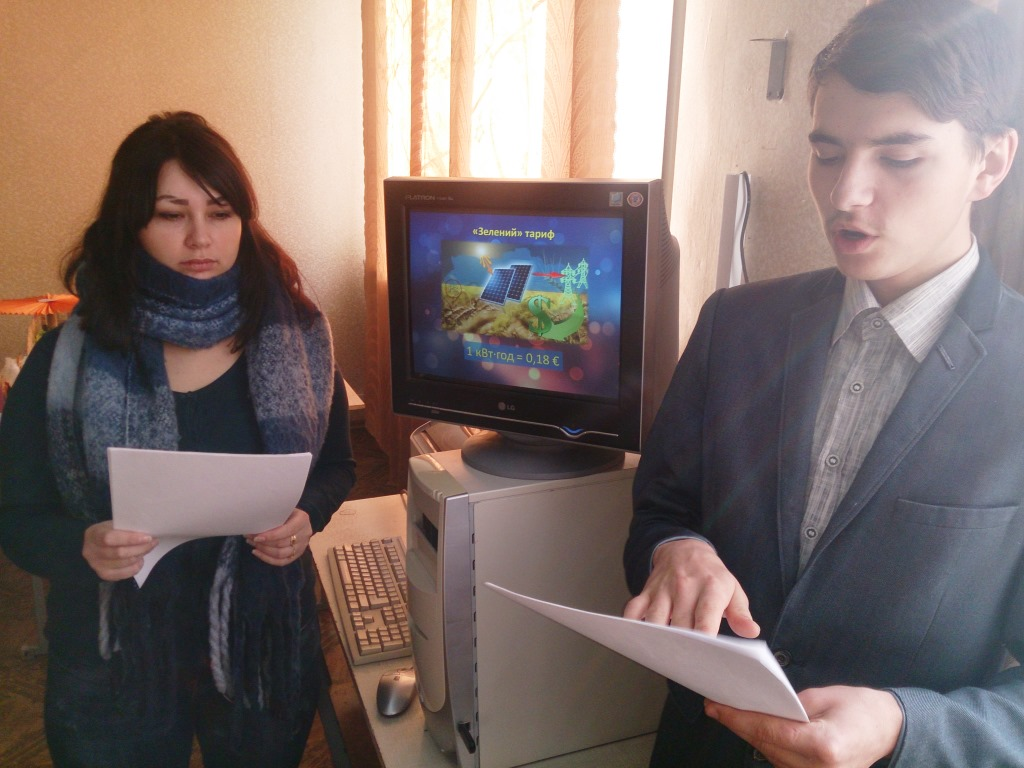 FLATRON
«Зелений» тариф
1 кВт·год = 0,18 €
LG